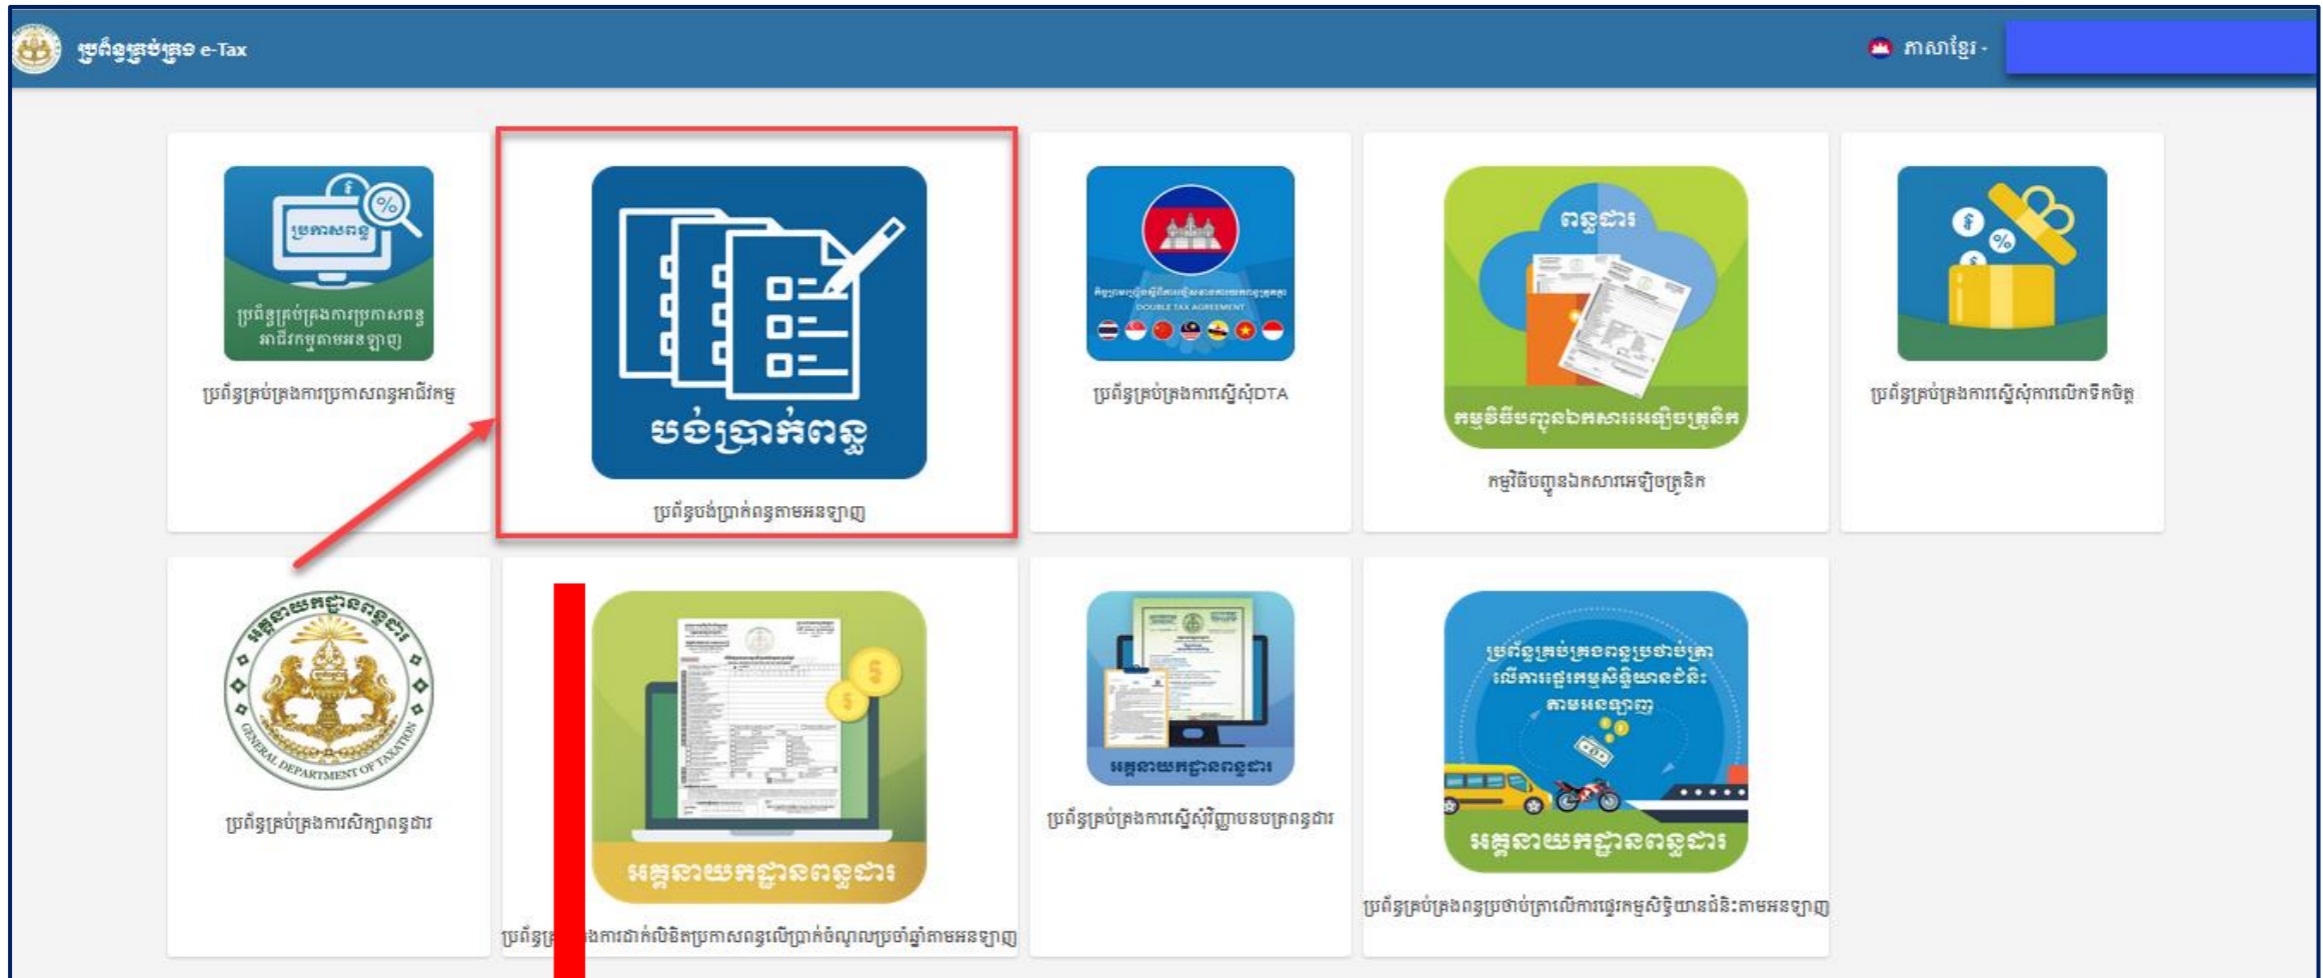 ប្រព័ន្ធគ្រប់គ្រង e-Tax
ភាសាខ្មែរ -
ប្រកាសពន្ធ
%
ប្រព័ន្ធគ្រប់គ្រងការប្រកាសពន្ធ
អាជីវកម្មតាមអនឡាញ
ប្រព័ន្ធគ្រប់គ្រងការប្រកាសពន្ធអាជីវកម្ម
បង់ប្រាក់ពន្ធ
ប្រព័ន្ធបង់ប្រាក់ពន្ធតាមអនឡាញ
DOUBLE TAX AGREEMENT
ប្រព័ន្ធគ្រប់គ្រងការស្នើសុំDTA
ពន្ធដារ
កម្មវិធីបញ្ជូនឯកសារអេឡិចត្រូនិក
កម្មវិធីបញ្ជូនឯកសារអេឡិចត្រូនិក
%
ប្រព័ន្ធគ្រប់គ្រងការស្នើសុំការលើកទឹកចិត្ត
អគ្គនាយកដ្ឋានពន្ធដារ
GENERAL DEPARTMENT OF TAXATION
ប្រព័ន្ធគ្រប់គ្រងការសិក្សាពន្ធដារ
អគ្គនាយកដ្ឋានពន្ធដារ
ប្រព័ន្ធគ្រ ងការដាក់លិខិតប្រកាសពន្ធលើប្រាក់ចំណូលប្រចាំឆ្នាំតាមអនឡាញ
អគ្គនាយកដ្ឋានពន្ធដារ
ប្រព័ន្ធគ្រប់គ្រងការស្នើសុំវិញ្ញាបនបត្រពន្ធដារ
ប្រព័ន្ធគ្រប់គ្រងពន្ធប្រថាប់ត្រា
លើការផ្ទេរកម្មសិទ្ធិយានជំនិះ
តាមអនឡាញ
អគ្គនាយកដ្ឋានពន្ធដារ
ប្រព័ន្ធគ្រប់គ្រងពន្ធប្រថាប់ត្រាលើការផ្ទេរកម្មសិទ្ធិយានជំនិះតាមអនឡាញ